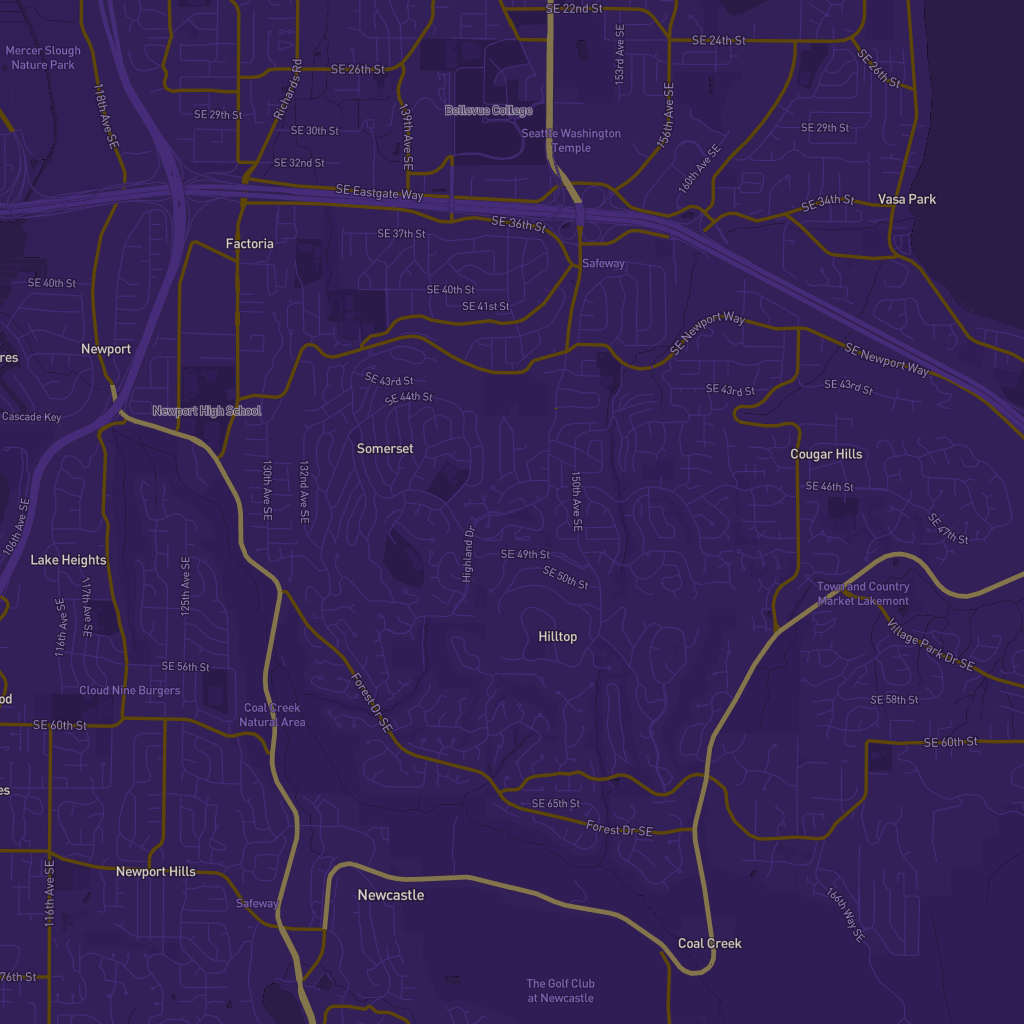 SE 22nd St
SE 24th St
Mercer Slough
Nature Park
153rd Ave SE
SE 26th St
SE 26th St
Richards Rd
118th Ave SE
139th Ave SE
Bellevue College
SE 29th St
SE 30th St
156th Ave SE
SE 29th St
Seattle Washington
Temple
SE 32nd St
160th Ave SE
SE Eastgate Way
SE 34th St
Vasa Park
SE 36th St
SE 37th St
Factoria
Safeway
SE 40th St
SE 40th St
SE 41st St
SE Newport Way
Newport
SE Newport Way
res
SE 43rd St
SE 43rd St
SE 43rd St
SE 44th St
Cascade Key
Newport High School
Somerset
Cougar Hills
130th Ave SE
132nd Ave SE
150th Ave SE
SE 46th St
106th Ave SE
SE 47th St
Highland Dr
SE 49th St
Lake Heights
SE 50th St
125th Ave SE
117th Ave SE
116th Ave SE
Town and Country
Market Lakemont
Hilltop
Village Park Dr SE
SE 56th St
Cloud Nine Burgers
od
Forest Dr SE
SE 58th St
Coal Creek
Natural Area
SE 60th St
SE 60th St
es
SE 65th St
Forest Dr SE
Newport Hills
116th Ave SE
Newcastle
Safeway
166th Way SE
Coal Creek
76th St
The Golf Club
at Newcastle